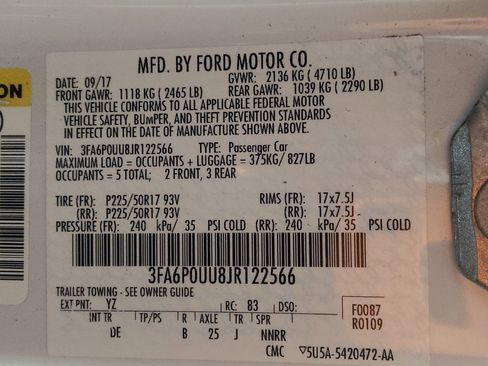 MFD. BY FORD MOTOR CO.
DATE: 09/17 GVWR: 2136 KG ( 4710 LB)
FRONT GAWR: 1118 KG ( 2465 LB) REAR GAWR: 1039 KG ( 2290 LB)
THIS VEHICLE CONFORMS TO ALL APPLICABLE FEDERAL MOTOR
VEHICLE SAFETY, BUMPER, AND THEFT PREVENTION STANDARDS
IN EFFECT ON THE DATE OF MANUFACTURE SHOWN ABOVE.
VIN: 3FA6P0UU8JR122566 TYPE: Passenger Car
MAXIMUM LOAD = OCCUPANTS + LUGGAGE = 375KG/ 827LB
OCCUPANTS = 5 TOTAL; 2 FRONT, 3 REAR
TIRE (FR): P225/50R17 93V RIMS (FR): 17x7.5J
(RR): P225/50R17 93V (RR): 17x7.5J
PRESSURE (FR): 240 kPa/ 35 PSI COLD (RR): 240 kPa/ 35 PSI COLD
3FA6P0UU8JR122566
TRAILER TOWING - SEE OWNER GUIDE
EXT PNT: YZ RC: 83 DSO: F0087
INT TR TP/PS R AXLE TR SPR R0109
DE B 25 J NNRR
CMC ▽5U5A-5420472-AA
ON